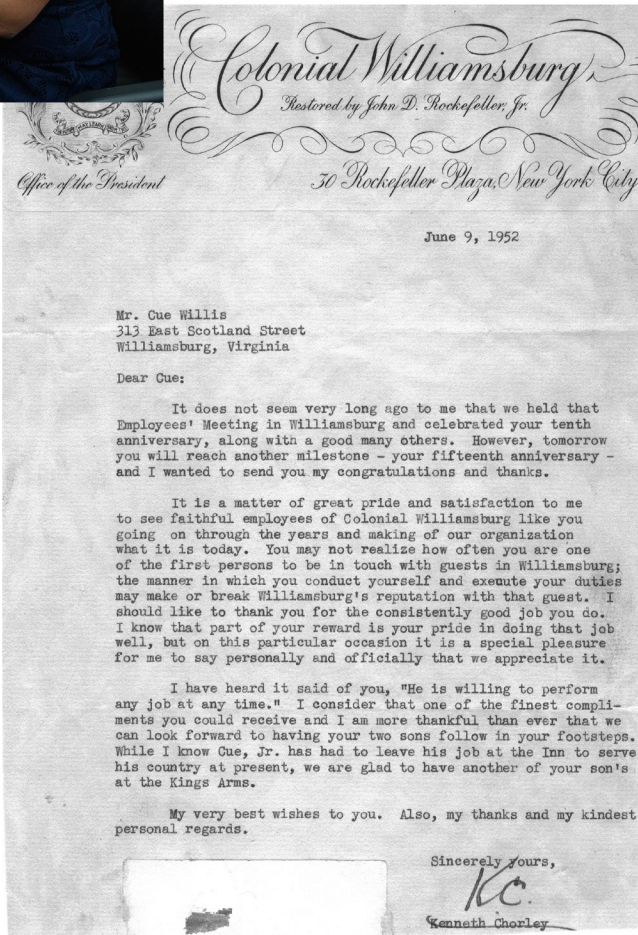 Colonial Williamsburg
Restored by John D. Rockefeller, Jr.
Office of the President
30 Rockefeller Plaza, New York City
June 9, 1952
Mr. Cue Willis
313 East Scotland Street
Williamsburg, Virginia
Dear Cue:
It does not seem very long ago to me that we held that
Employees' Meeting in Williamsburg and celebrated your tenth
anniversary, along with a good many others. However, tomorrow
you will reach another milestone - your fifteenth anniversary -
and I wanted to send you my congratulations and thanks.
It is a matter of great pride and satisfaction to me
to see faithful employees of Colonial Williamsburg like you
going on through the years and making of our organization
what it is today. You may not realize how often you are one
of the first persons to be in touch with guests in Williamsburg;
the manner in which you conduct yourself and execute your duties
may make or break Williamsburg's reputation with that guest. I
should like to thank you for the consistently good job you do.
I know that part of your reward is your pride in doing that job
well, but on this particular occasion it is a special pleasure
for me to say personally and officially that we appreciate it.
I have heard it said of you, "He is willing to perform
any job at any time." I consider that one of the finest compli-
ments you could receive and I am more thankful than ever that we
can look forward to having your two sons follow in your footsteps.
While I know Cue, Jr. has had to leave his job at the Inn to serve
his country at present, we are glad to have another of your son's
at the Kings Arms.
My very best wishes to you. Also, my thanks and my kindest
personal regards.
Sincerely yours,
K.C.
Kenneth Chorley